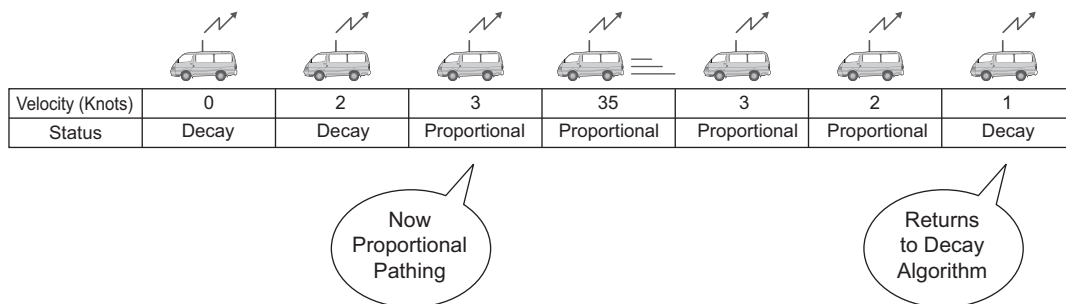 Velocity (Knots) 0 2 3 35 3 2 1
Status Decay Decay Proportional Proportional Proportional Proportional Decay
Now
Proportional
Pathing
Returns
to Decay
Algorithm